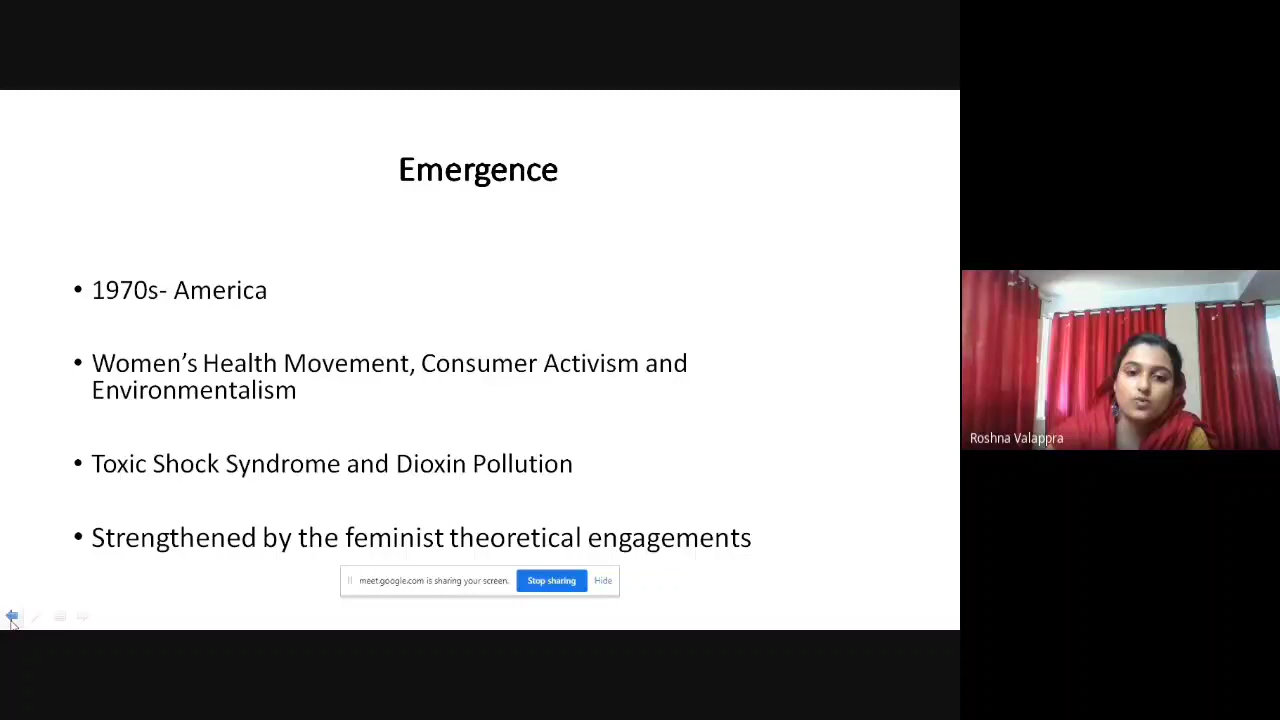 Emergence
• 1970s- America
• Women's Health Movement, Consumer Activism and
Environmentalism
• Toxic Shock Syndrome and Dioxin Pollution
• Strengthened by the feminist theoretical engagements
meet.google.com is sharing your screen. Stop sharing Hide
Roshna Valappra